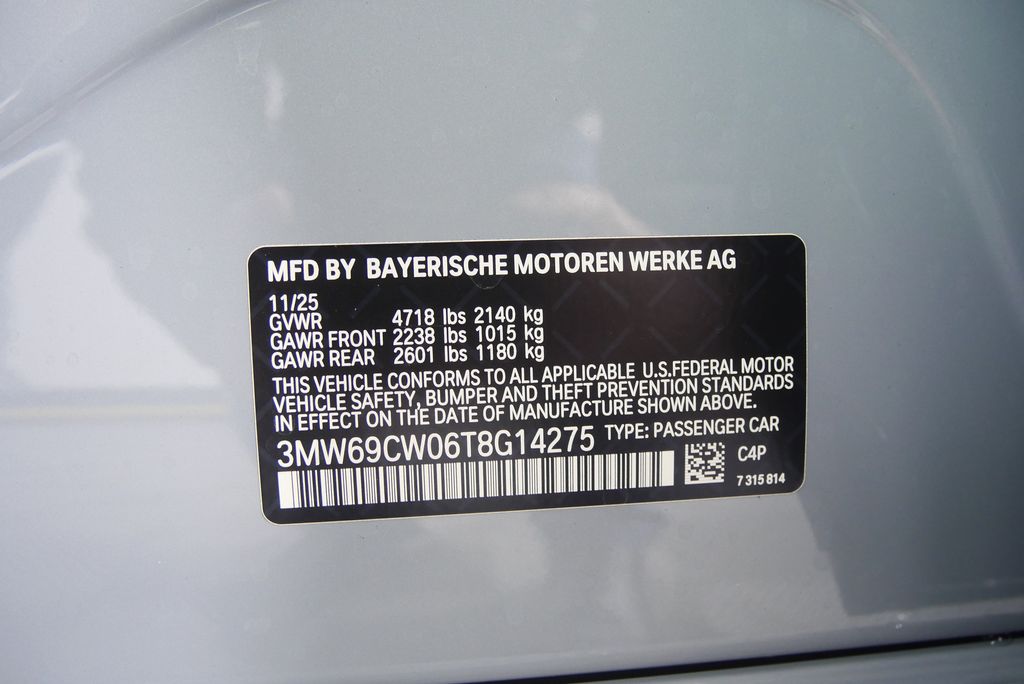 MFD BY BAYERISCHE MOTOREN WERKE AG
11/25
GVWR 4718 lbs 2140 kg
GAWR FRONT 2238 lbs 1015 kg
GAWR REAR 2601 lbs 1180 kg
THIS VEHICLE CONFORMS TO ALL APPLICABLE U.S.FEDERAL MOTOR
VEHICLE SAFETY, BUMPER AND THEFT PREVENTION STANDARDS
IN EFFECT ON THE DATE OF MANUFACTURE SHOWN ABOVE.
3MW69CW06T8G14275 TYPE: PASSENGER CAR
C4P
7 315 814